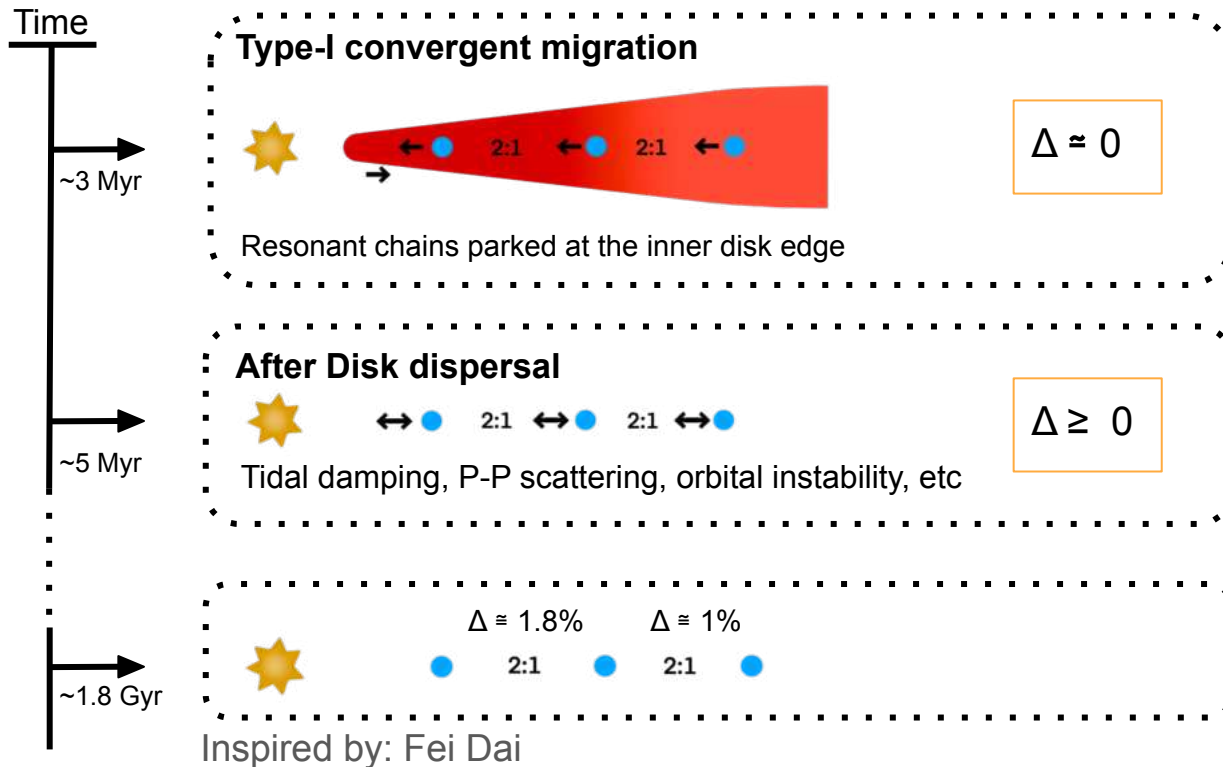 Time
Type-I convergent migration
2:1 2:1
Δ ≃ 0
~3 Myr
Resonant chains parked at the inner disk edge
After Disk dispersal
2:1 2:1
Δ ≥ 0
~5 Myr
Tidal damping, P-P scattering, orbital instability, etc
Δ ≅ 1.8% Δ ≅ 1%
2:1 2:1
~1.8 Gyr
Inspired by: Fei Dai